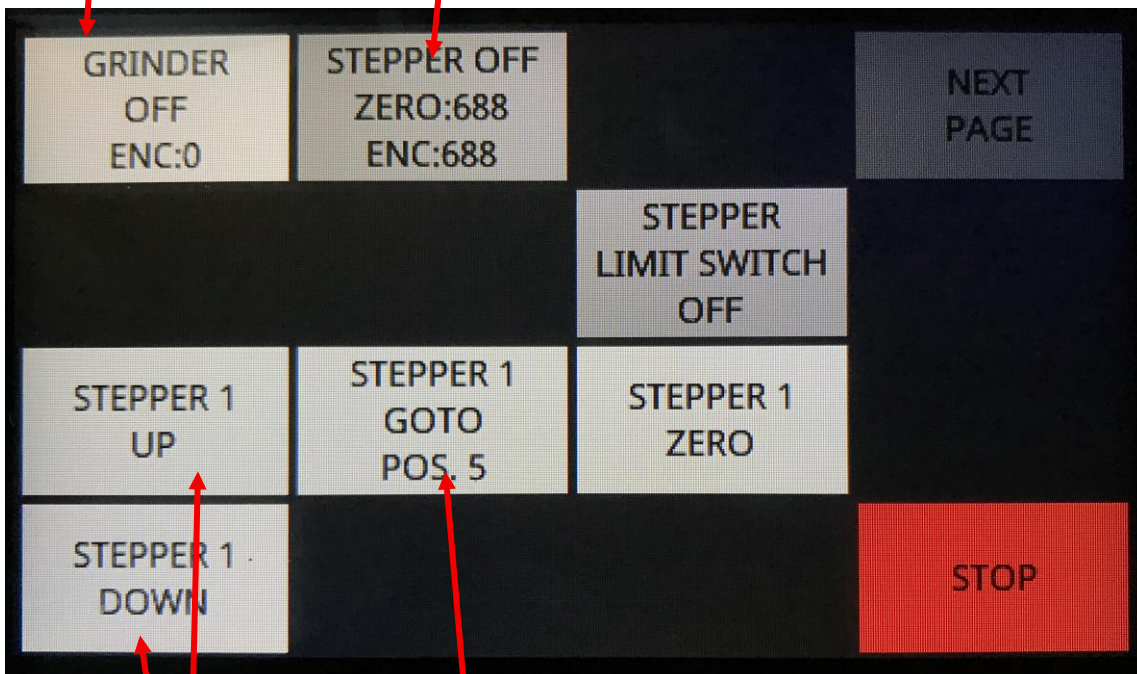 GRINDER
OFF
ENC:0
STEPPER OFF
ZERO:688
ENC:688
NEXT
PAGE
STEPPER
LIMIT SWITCH
OFF
STEPPER 1
UP
STEPPER 1
GOTO
POS. 5
STEPPER 1
ZERO
STEPPER 1
DOWN
STOP